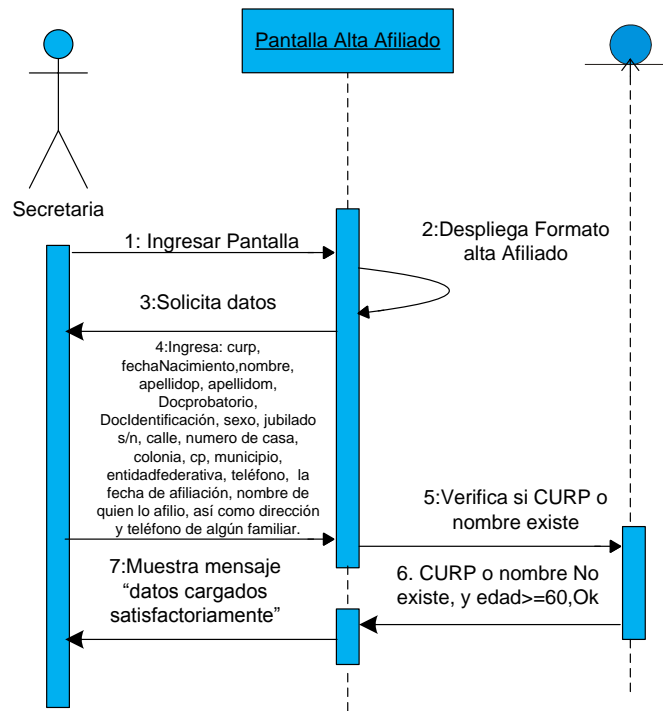 Pantalla Alta Afiliado
Secretaria
1: Ingresar Pantalla
2:Despliega Formato
alta Afiliado
3:Solicita datos
4:Ingresa: curp,
fechaNacimiento,nombre,
apellidop, apellidom,
Docprobatorio,
DocIdentificación, sexo, jubilado
s/n, calle, numero de casa,
colonia, cp, municipio,
entidadfederativa, teléfono,  la
fecha de afiliación, nombre de
quien lo afilio, así como dirección
y teléfono de algún familiar.
5:Verifica si CURP o
nombre existe
6. CURP o nombre No
existe, y edad>=60,Ok
7:Muestra mensaje
“datos cargados
satisfactoriamente”